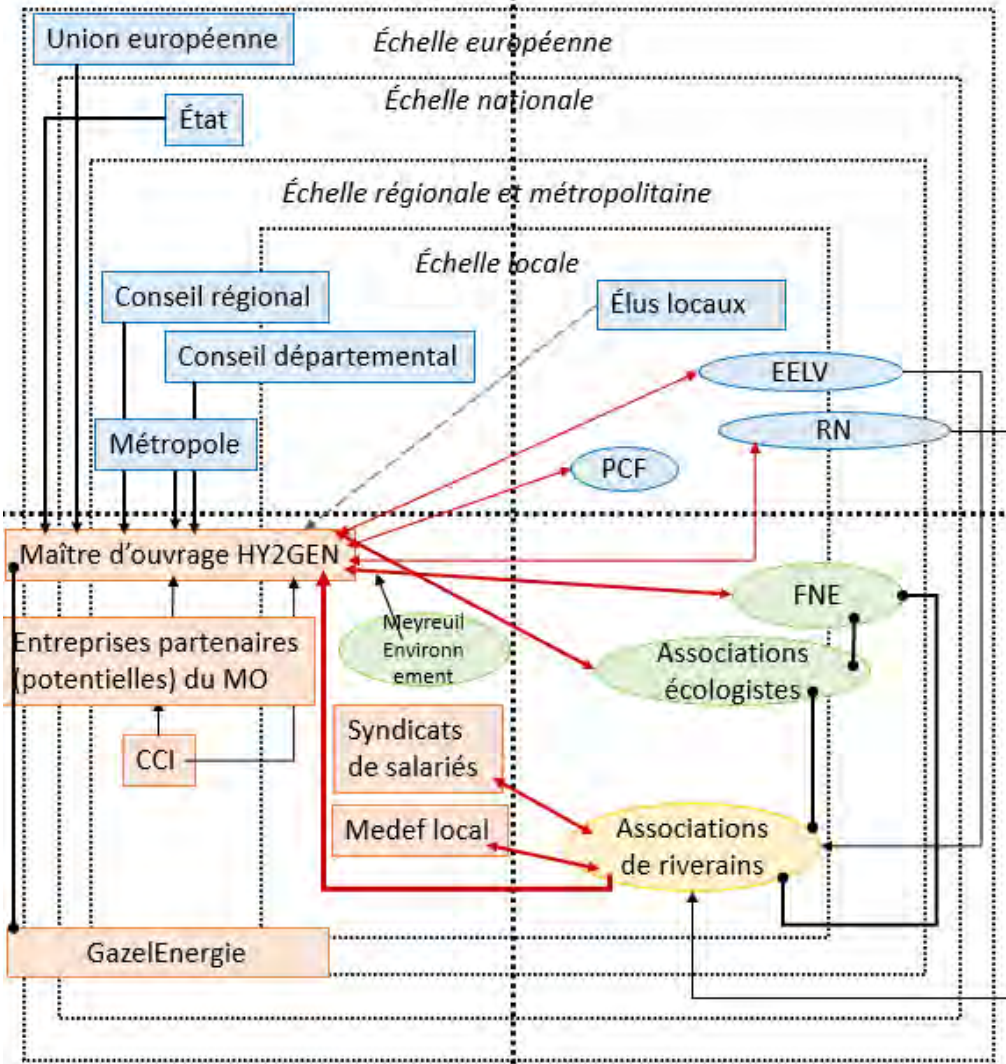 Union européenne
Échelle européenne
Échelle nationale
État
Échelle régionale et métropolitaine
Échelle locale
Conseil régional
Élus locaux
Conseil départemental
EELV
RN
Métropole
PCF
Maître d'ouvrage HY2GEN
FNE
Meyreuil
Environn
ement
Entreprises partenaires
(potentielles) du MO
Associations
écologistes
Syndicats
de salariés
CCI
Medef local
Associations
de riverains
GazelEnergie